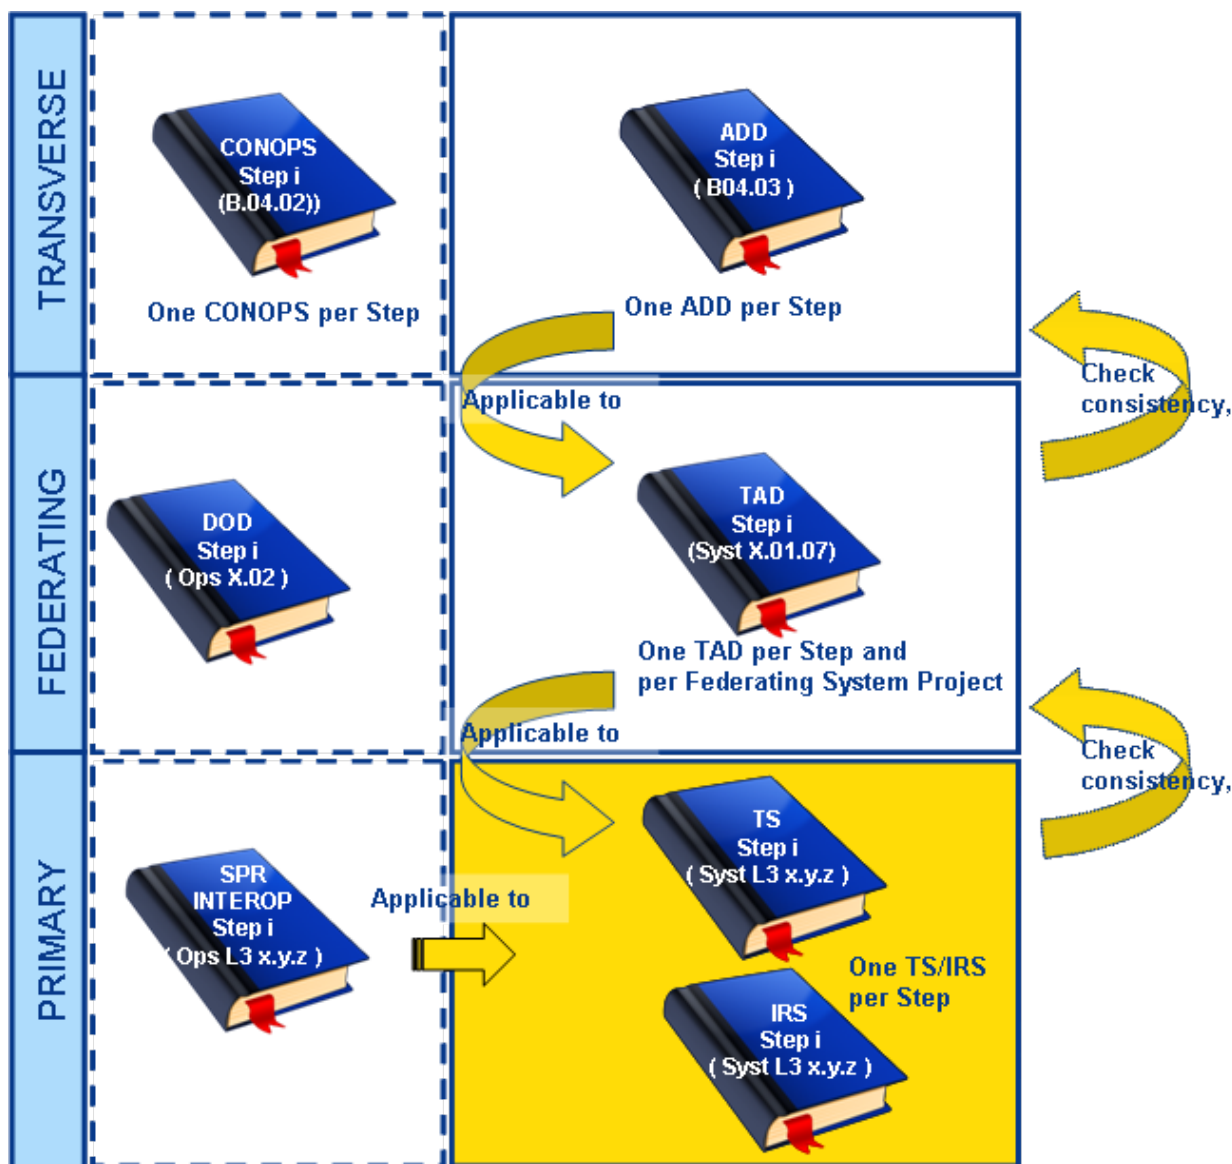 TRANSVERSE
CONOPS
Step i
(B.04.02))
One CONOPS per Step
ADD
Step i
( B04.03 )
One ADD per Step
Applicable to
Check
consistency,
FEDERATING
DOD
Step i
( Ops X.02 )
TAD
Step i
(Syst X.01.07)
One TAD per Step and
per Federating System Project
Applicable to
Check
consistency,
PRIMARY
SPR
INTEROP
Step i
( Ops L3 x.y.z )
Applicable to
TS
Step i
( Syst L3 x.y.z )
One TS/IRS
per Step
IRS
Step i
( Syst L3 x.y.z )